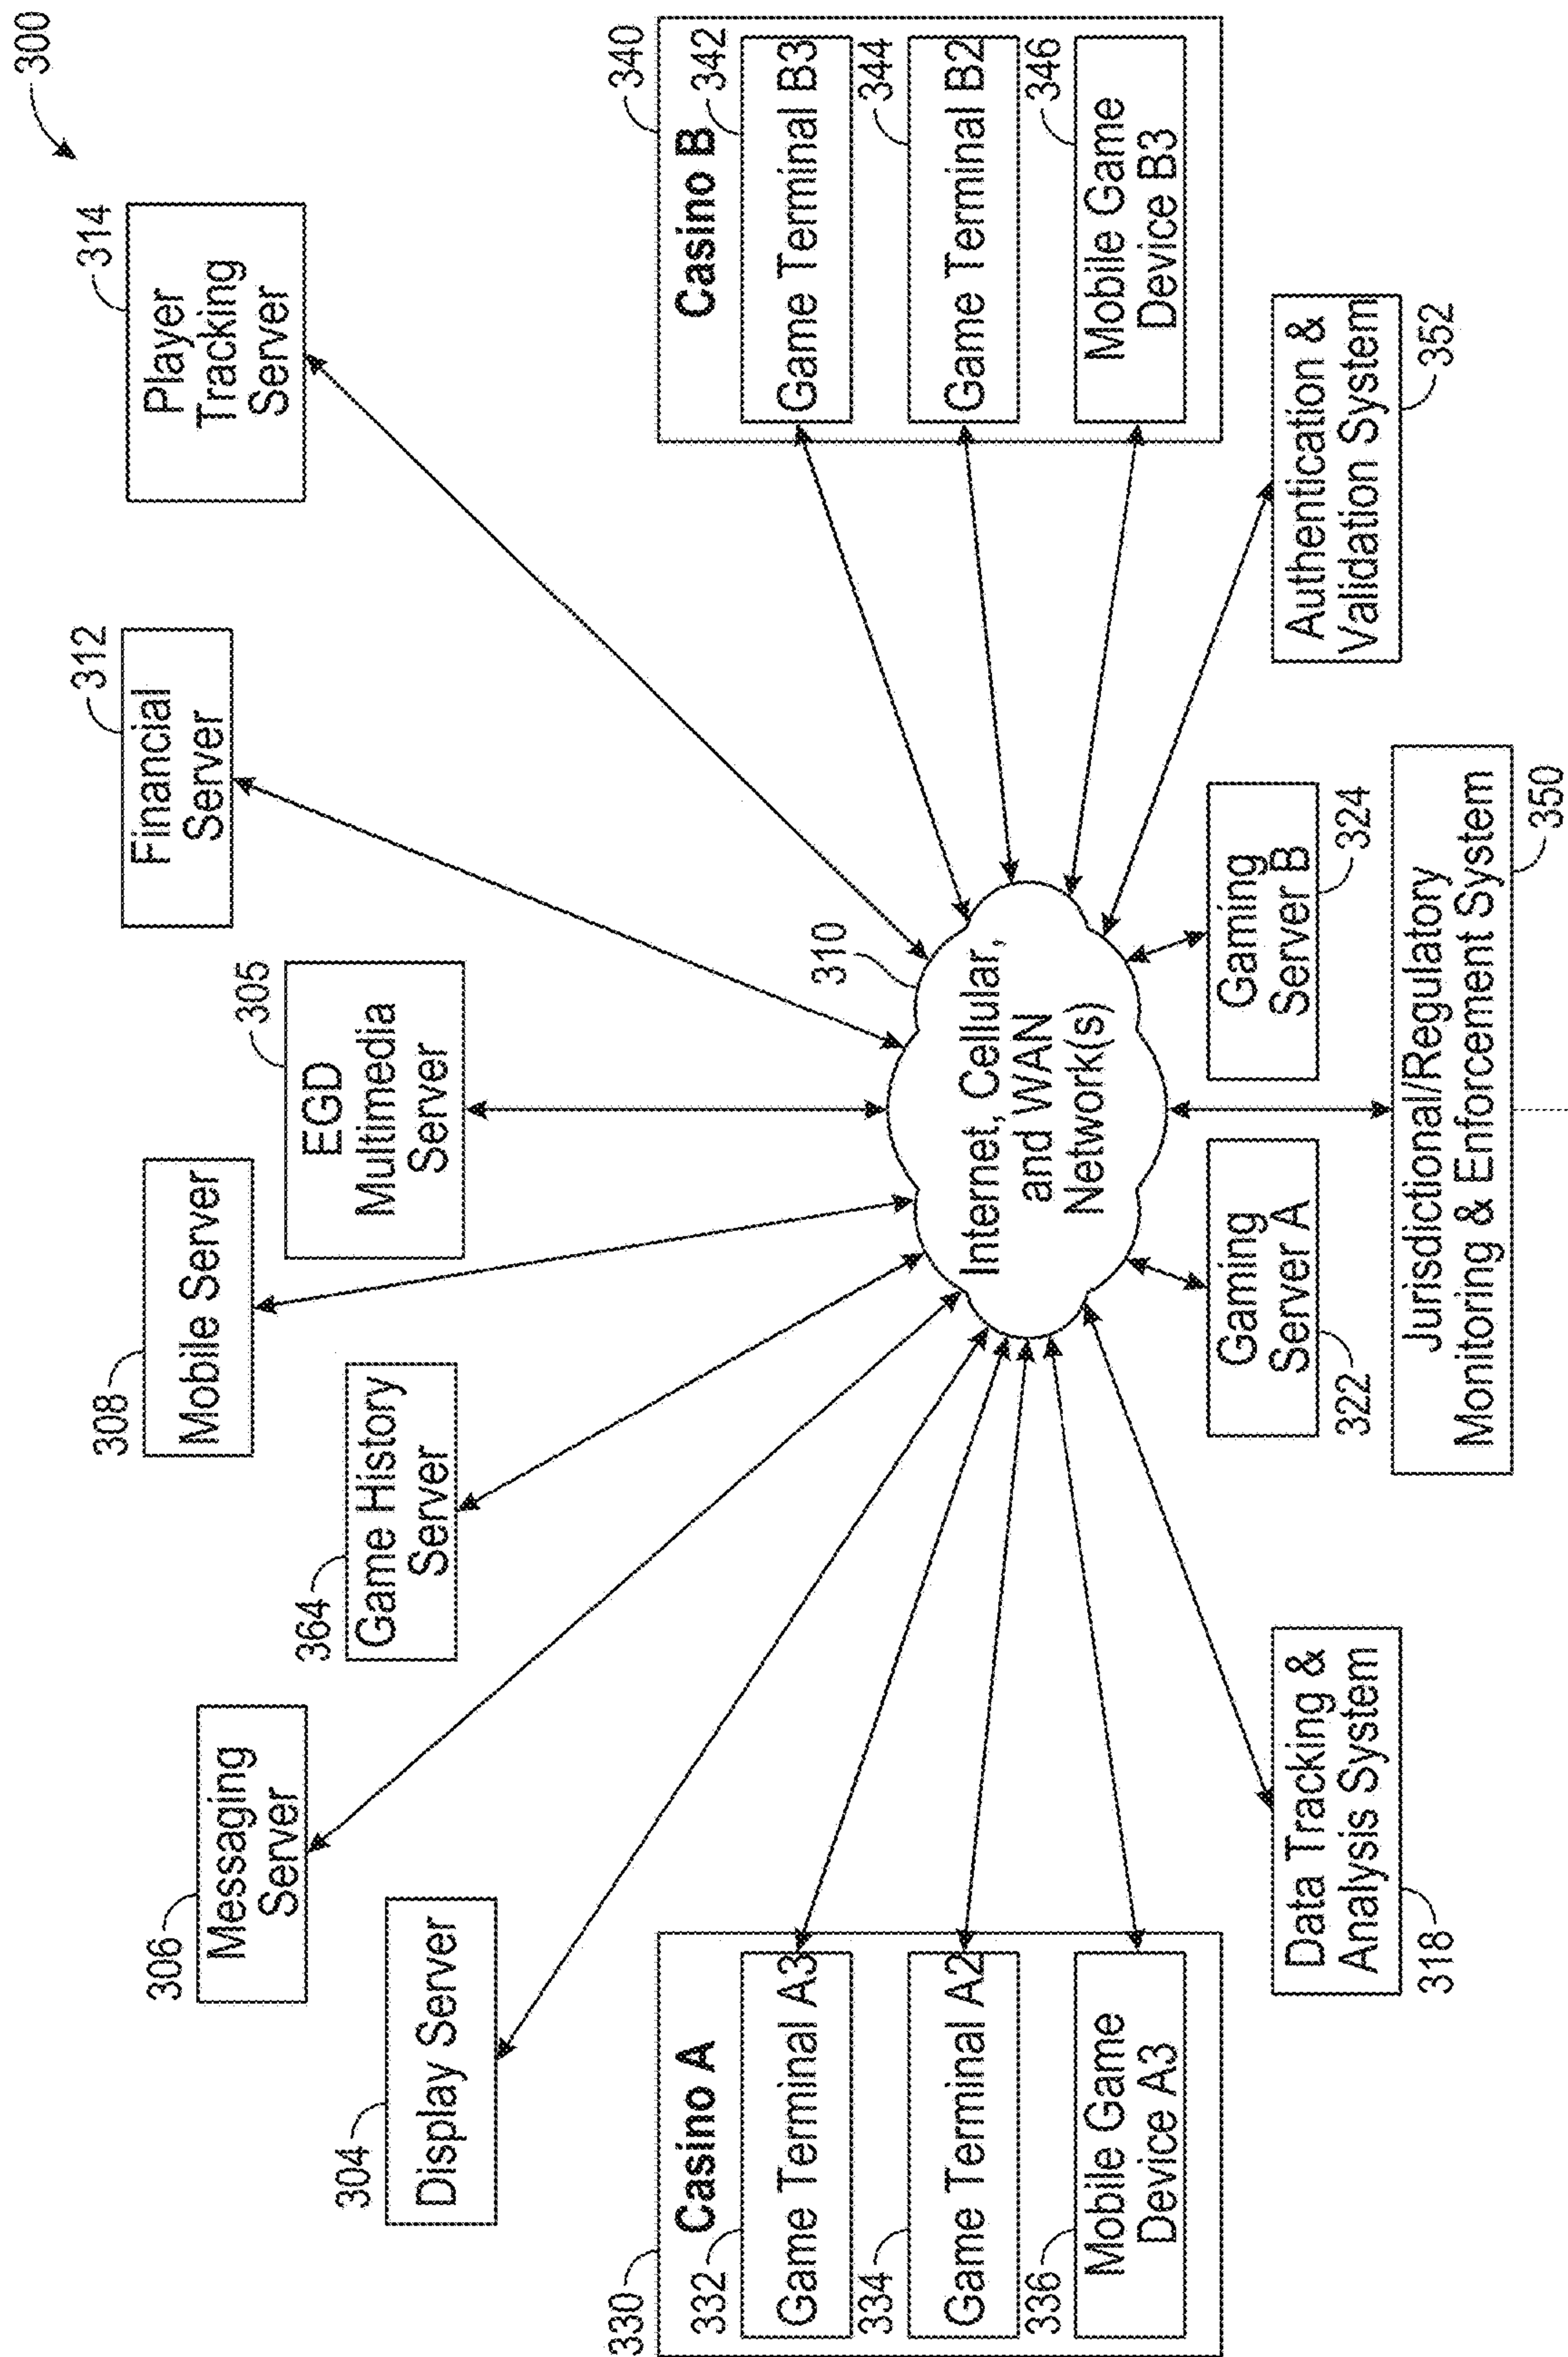 300
314
Player
Tracking
Server
312
Financial
Server
305
EGD
Multimedia
Server
308
Mobile Server
364
Game History
Server
306
Messaging
Server
304
Display Server
310
Internet, Cellular,
and WAN
Network(s)
330
Casino A
332
Game Terminal A3
334
Game Terminal A2
336
Mobile Game
Device A3
340
Casino B
342
Game Terminal B3
344
Game Terminal B2
346
Mobile Game
Device B3
Data Tracking &
Analysis System
318
Gaming
Server A
322
Gaming
Server B
324
Authentication &
Validation System
352
Jurisdictional/Regulatory
Monitoring & Enforcement System
350